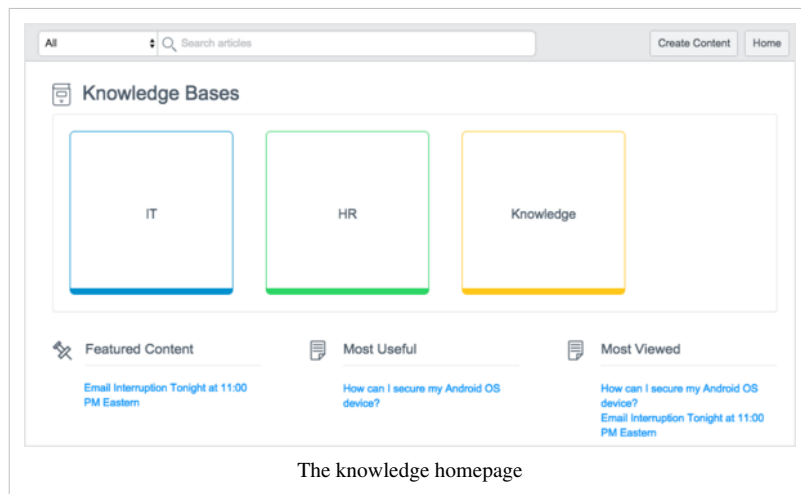 All
Search articles
Create Content
Home
Knowledge Bases
IT
HR
Knowledge
Featured Content
Email Interruption Tonight at 11:00
PM Eastern
Most Useful
How can I secure my Android OS
device?
Most Viewed
How can I secure my Android OS
device?
Email Interruption Tonight at 11:00
PM Eastern
The knowledge homepage